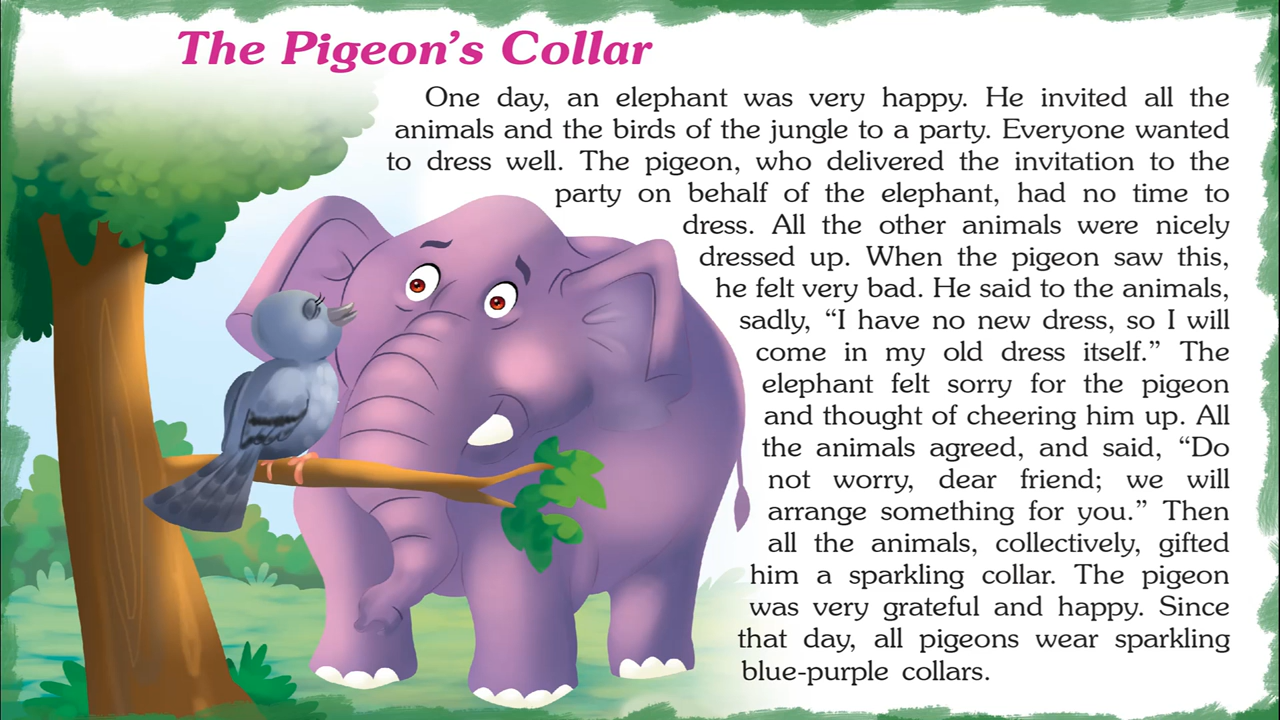 The Pigeon’s Collar
One day, an elephant was very happy. He invited all the
animals and the birds of the jungle to a party. Everyone wanted
to dress well. The pigeon, who delivered the invitation to the
party on behalf of the elephant, had no time to
dress. All the other animals were nicely
dressed up. When the pigeon saw this,
he felt very bad. He said to the animals,
sadly, “I have no new dress, so I will
come in my old dress itself.” The
elephant felt sorry for the pigeon
and thought of cheering him up. All
the animals agreed, and said, “Do
not worry, dear friend; we will
arrange something for you.” Then
all the animals, collectively, gifted
him a sparkling collar. The pigeon
was very grateful and happy. Since
that day, all pigeons wear sparkling
blue-purple collars.